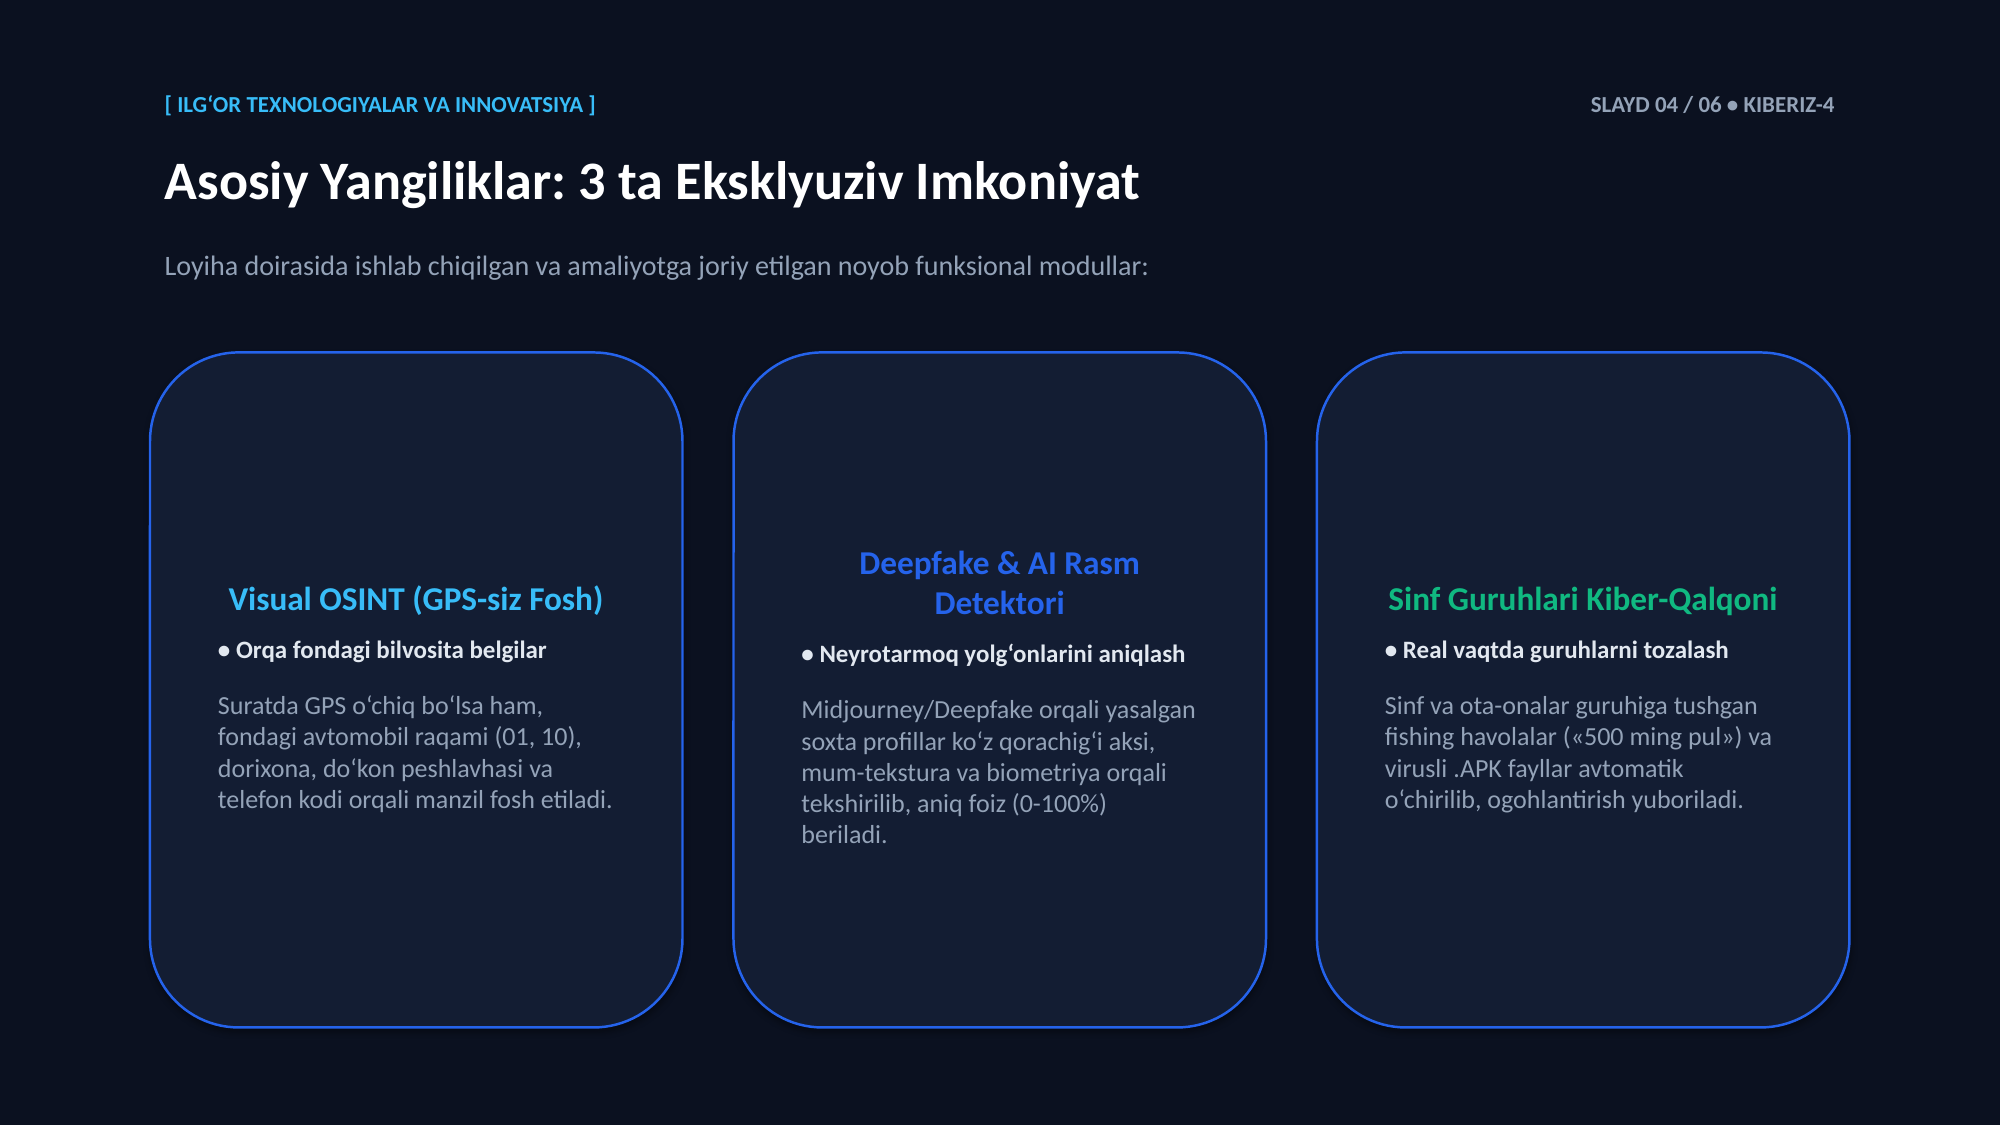 [ ILG‘OR TEXNOLOGIYALAR VA INNOVATSIYA ]
SLAYD 04 / 06 ● KIBERIZ-4
Asosiy Yangiliklar: 3 ta Eksklyuziv Imkoniyat
Loyiha doirasida ishlab chiqilgan va amaliyotga joriy etilgan noyob funksional modullar:
Visual OSINT (GPS-siz Fosh)
● Orqa fondagi bilvosita belgilar
Suratda GPS o‘chiq bo‘lsa ham,
fondagi avtomobil raqami (01, 10),
dorixona, do‘kon peshlavhasi va
telefon kodi orqali manzil fosh etiladi.
Deepfake & AI Rasm
Detektori
● Neyrotarmoq yolg‘onlarini aniqlash
Midjourney/Deepfake orqali yasalgan
soxta profillar ko‘z qorachig‘i aksi,
mum-tekstura va biometriya orqali
tekshirilib, aniq foiz (0-100%)
beriladi.
Sinf Guruhlari Kiber-Qalqoni
● Real vaqtda guruhlarni tozalash
Sinf va ota-onalar guruhiga tushgan
fishing havolalar («500 ming pul») va
virusli .APK fayllar avtomatik
o‘chirilib, ogohlantirish yuboriladi.